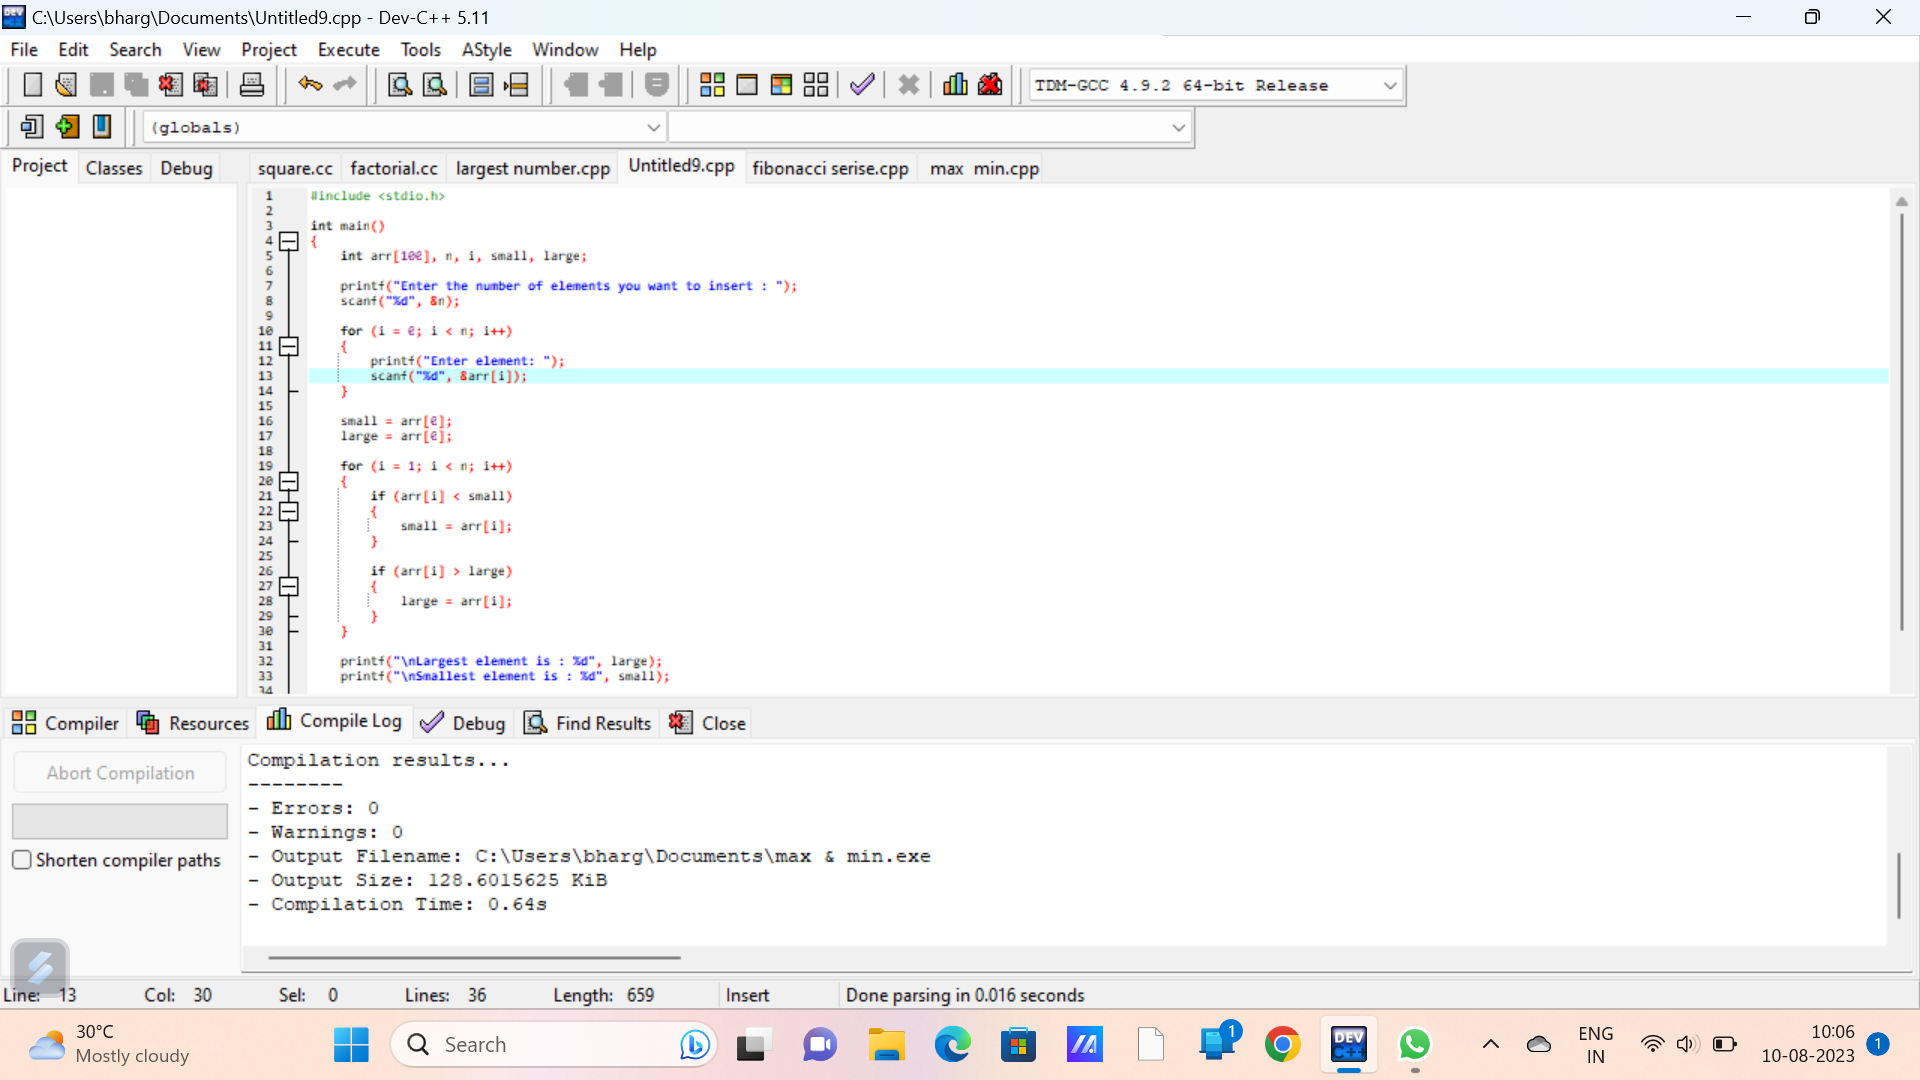 C:\Users\bharg\Documents\Untitled9.cpp - Dev-C++ 5.11
File Edit Search View Project Execute Tools AStyle Window Help
TDM-GCC 4.9.2 64-bit Release
(globals)
Project Classes Debug square.cc factorial.cc largest number.cpp Untitled9.cpp fibonacci serise.cpp max min.cpp
1 #include <stdio.h>
2
3 int main()
4 {
5 int arr[100], n, i, small, large;
6
7 printf("Enter the number of elements you want to insert : ");
8 scanf("%d", &n);
9
10 for (i = 0; i < n; i++)
11 {
12 printf("Enter element: ");
13 scanf("%d", &arr[i]);
14 }
15
16 small = arr[0];
17 large = arr[0];
18
19 for (i = 1; i < n; i++)
20 {
21 if (arr[i] < small)
22 {
23 small = arr[i];
24 }
25
26 if (arr[i] > large)
27 {
28 large = arr[i];
29 }
30 }
31
32 printf("\nLargest element is : %d", large);
33 printf("\nSmallest element is : %d", small);
34
Compiler Resources Compile Log Debug Find Results Close
Abort Compilation
Shorten compiler paths
Compilation results...
--------
- Errors: 0
- Warnings: 0
- Output Filename: C:\Users\bharg\Documents\max & min.exe
- Output Size: 128.6015625 KiB
- Compilation Time: 0.64s
Line: 13 Col: 30 Sel: 0 Lines: 36 Length: 659 Insert Done parsing in 0.016 seconds
30°C
Mostly cloudy
Search
1
DEV
C++
ENG
IN
10:06
10-08-2023
1